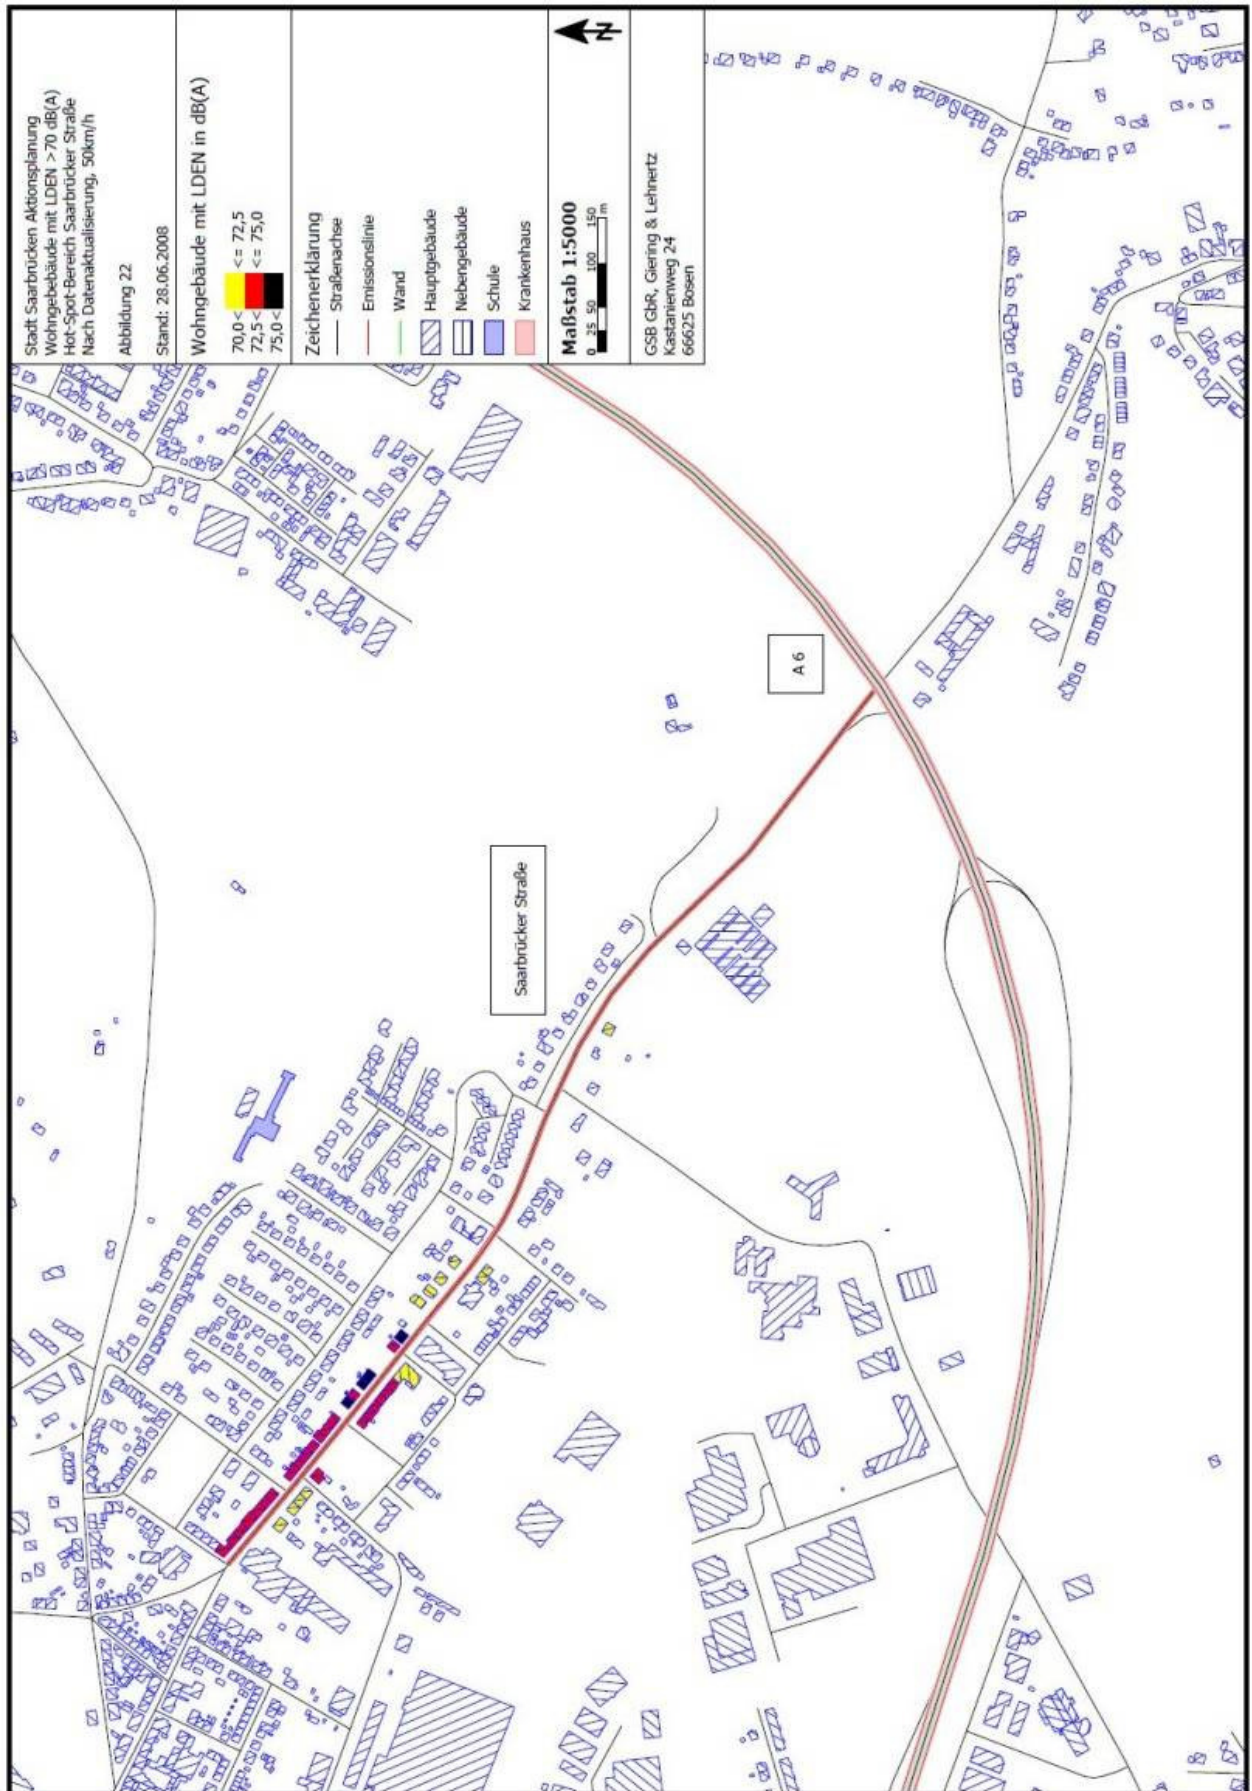 Stadt Saarbrücken Aktionsplanung
Wohngebäude mit LDEN >70 dB(A)
Hot-Spot-Bereich Saarbrücker Straße
Nach Datenaktualisierung, 50km/h
Abbildung 22
Stand: 28.06.2008
Wohngebäude mit LDEN in dB(A)
70,0< <= 72,5
72,5< <= 75,0
75,0<
Zeichenerklärung
Straßenachse
Emissionslinie
Wand
Hauptgebäude
Nebengebäude
Schule
Krankenhaus
Maßstab 1:5000
0 25 50 100 150
m
GSB GbR, Giering & Lehnertz
Kastanienweg 24
66625 Bosen
N
A 6
Saarbrücker Straße